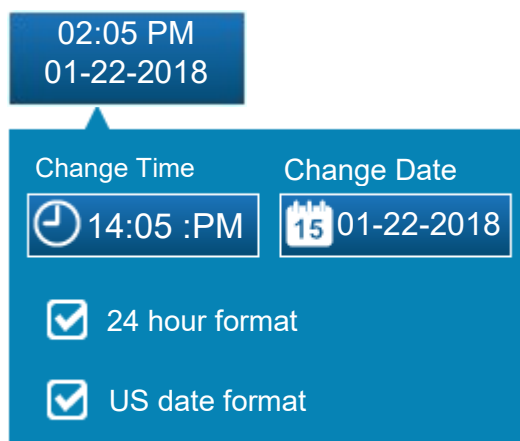 02:05 PM
01-22-2018
Change Time
Change Date
14:05 :PM
15
01-22-2018
24 hour format
US date format